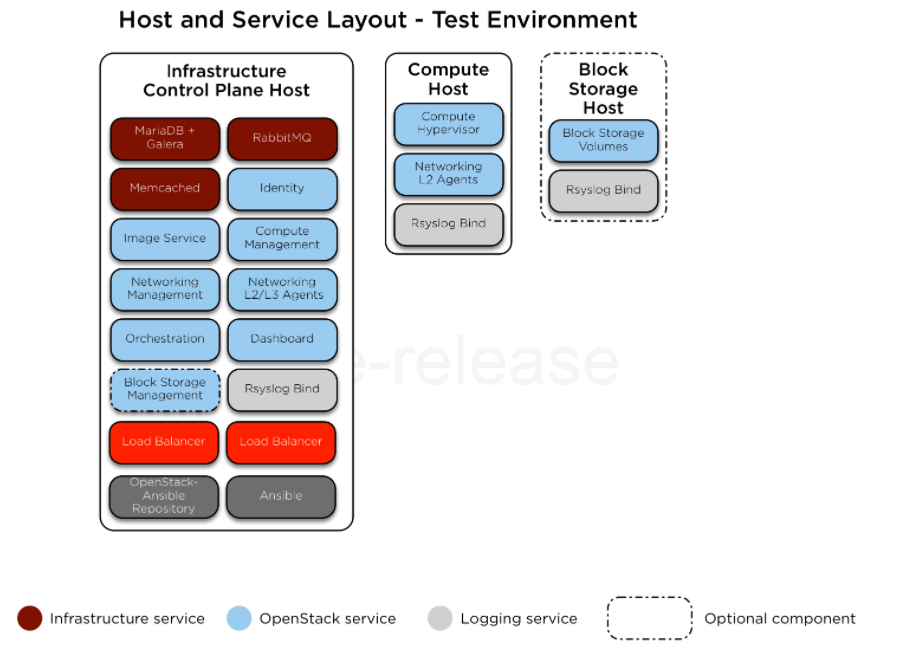 Host and Service Layout - Test Environment
Infrastructure
Control Plane Host
MariaDB +
Galera
RabbitMQ
Memcached
Identity
Image Service
Compute
Management
Networking
Management
Networking
L2/L3 Agents
Orchestration
Dashboard
Block Storage
Management
Rsyslog Bind
Load Balancer
Load Balancer
OpenStack-
Ansible
Repository
Ansible
Compute
Host
Compute
Hypervisor
Networking
L2 Agents
Rsyslog Bind
Block
Storage
Host
Block Storage
Volumes
Rsyslog Bind
e-release
Infrastructure service
OpenStack service
Logging service
Optional component